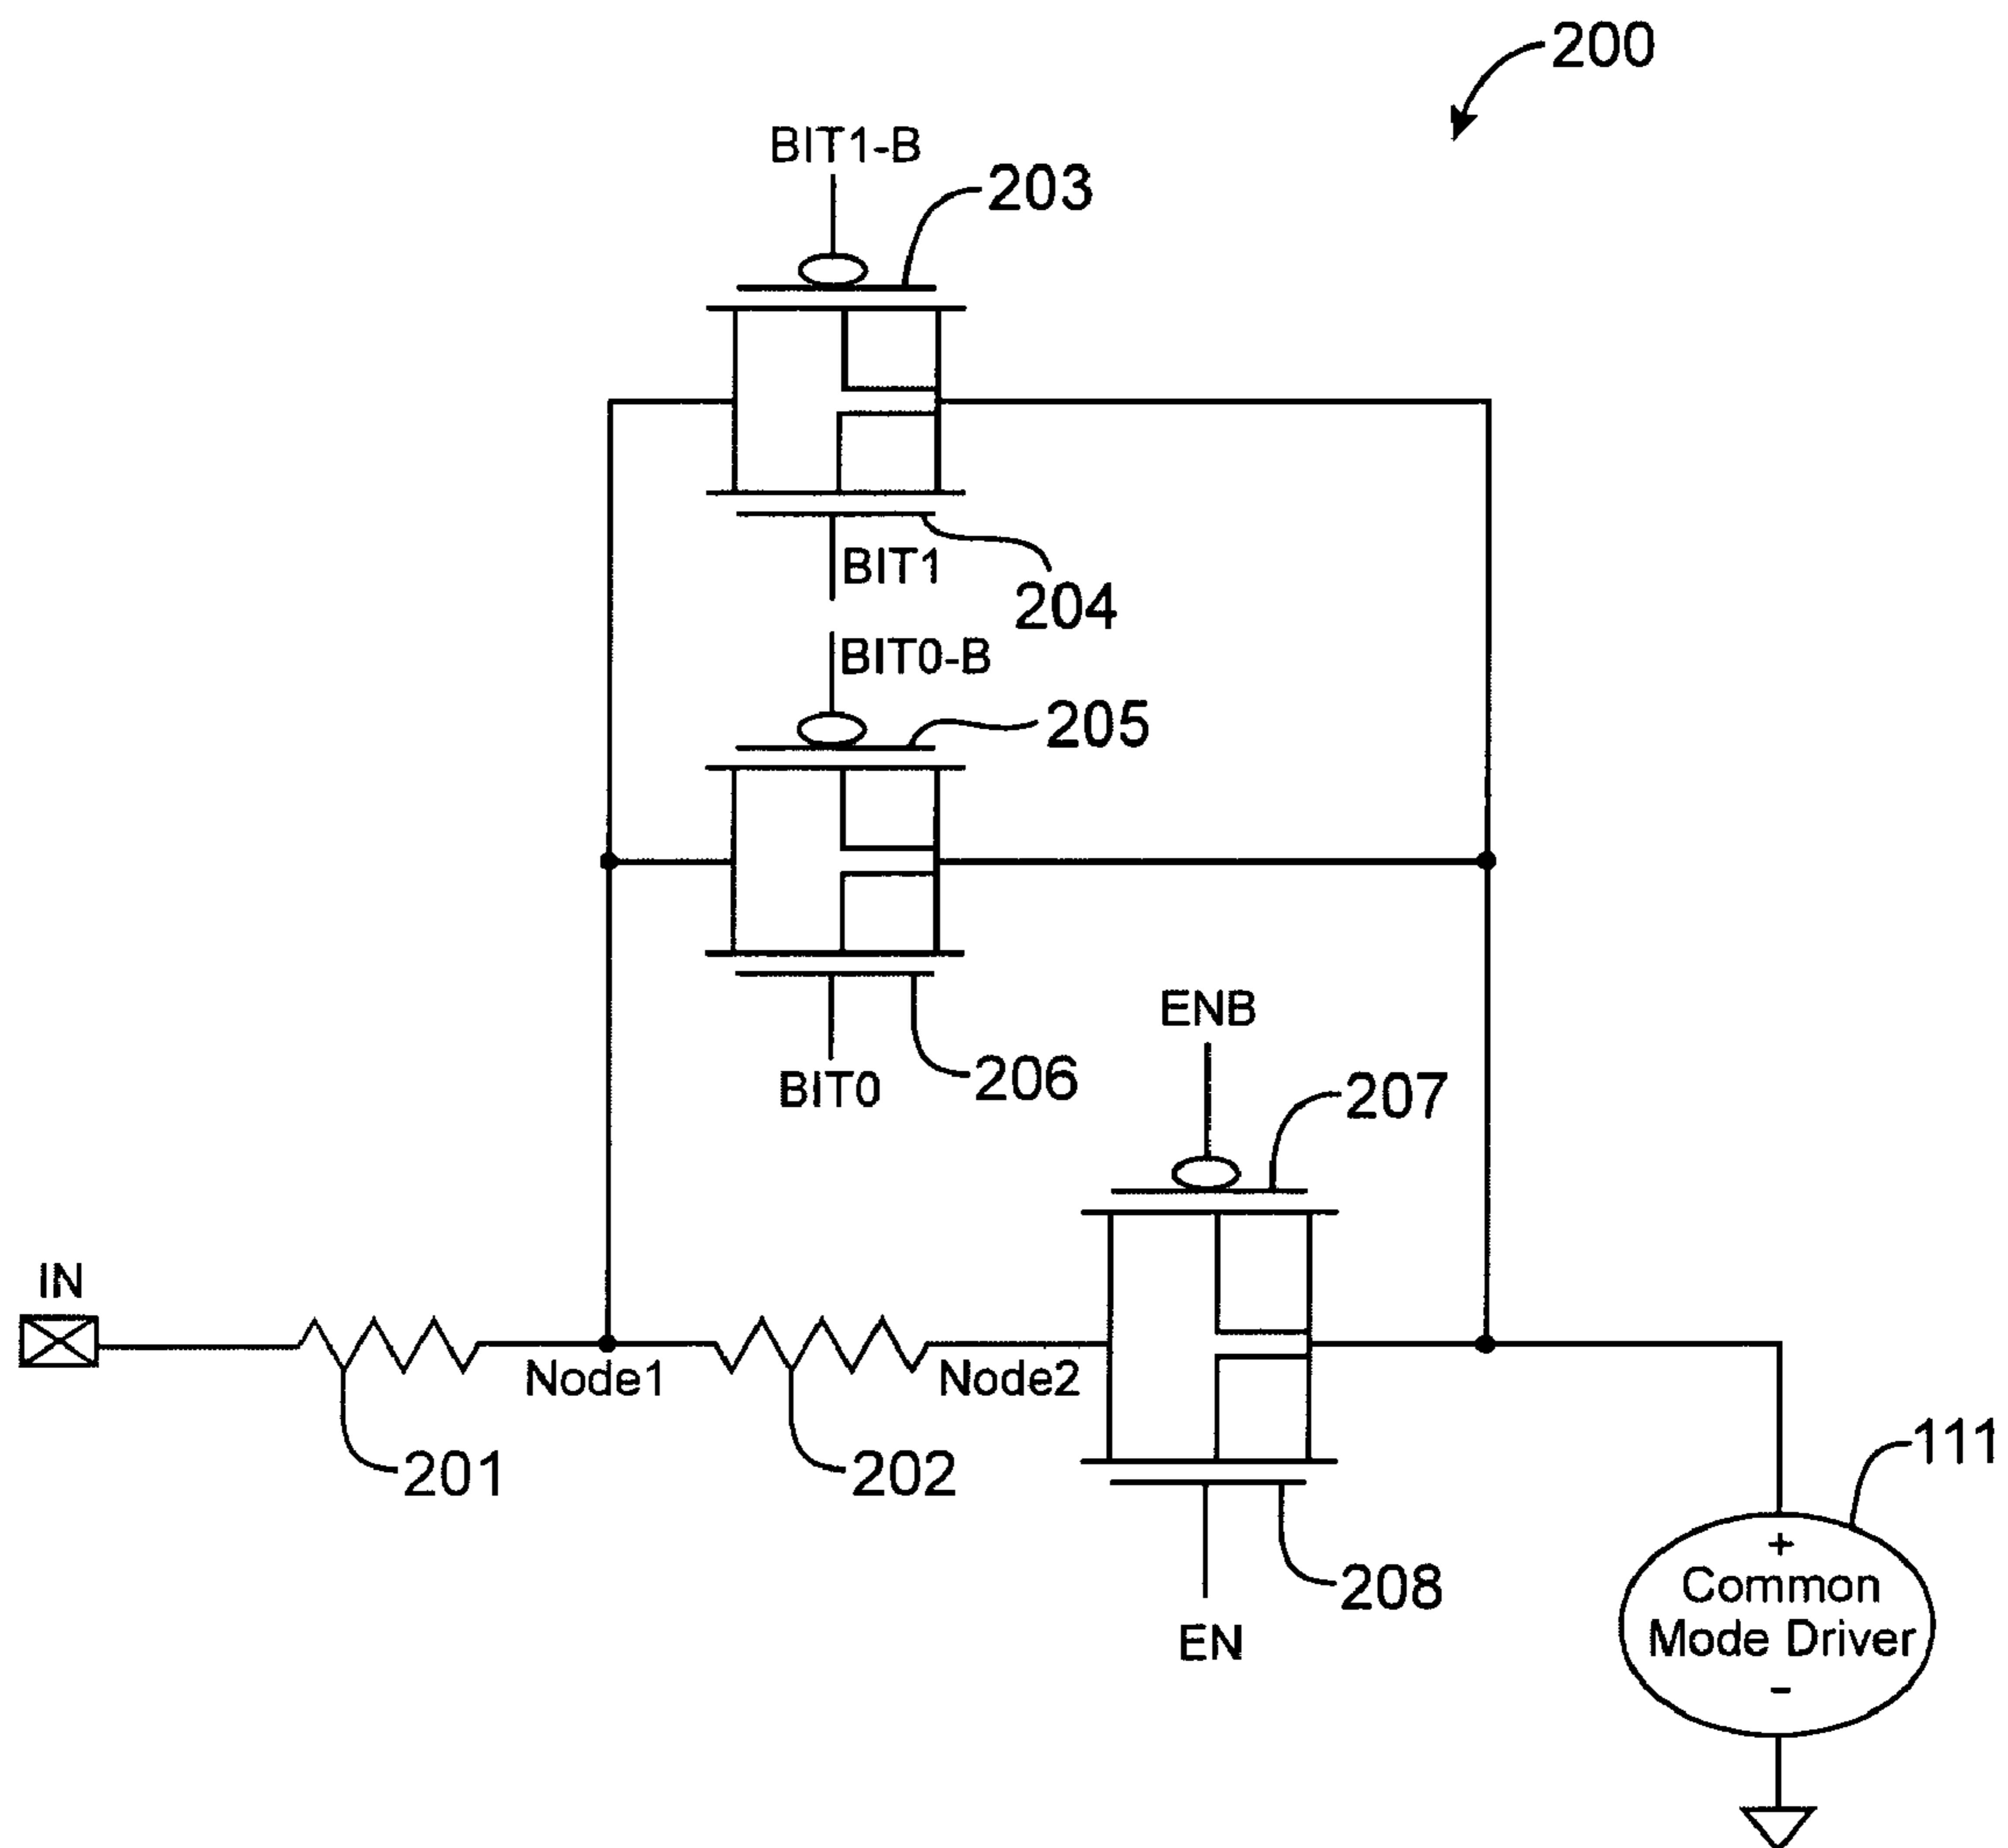 200
BIT1-B
203
BIT1
204
BIT0-B
205
206
BIT0
ENB
207
IN
Node1
Node2
201
202
111
208
EN
+
Common
Mode Driver
-